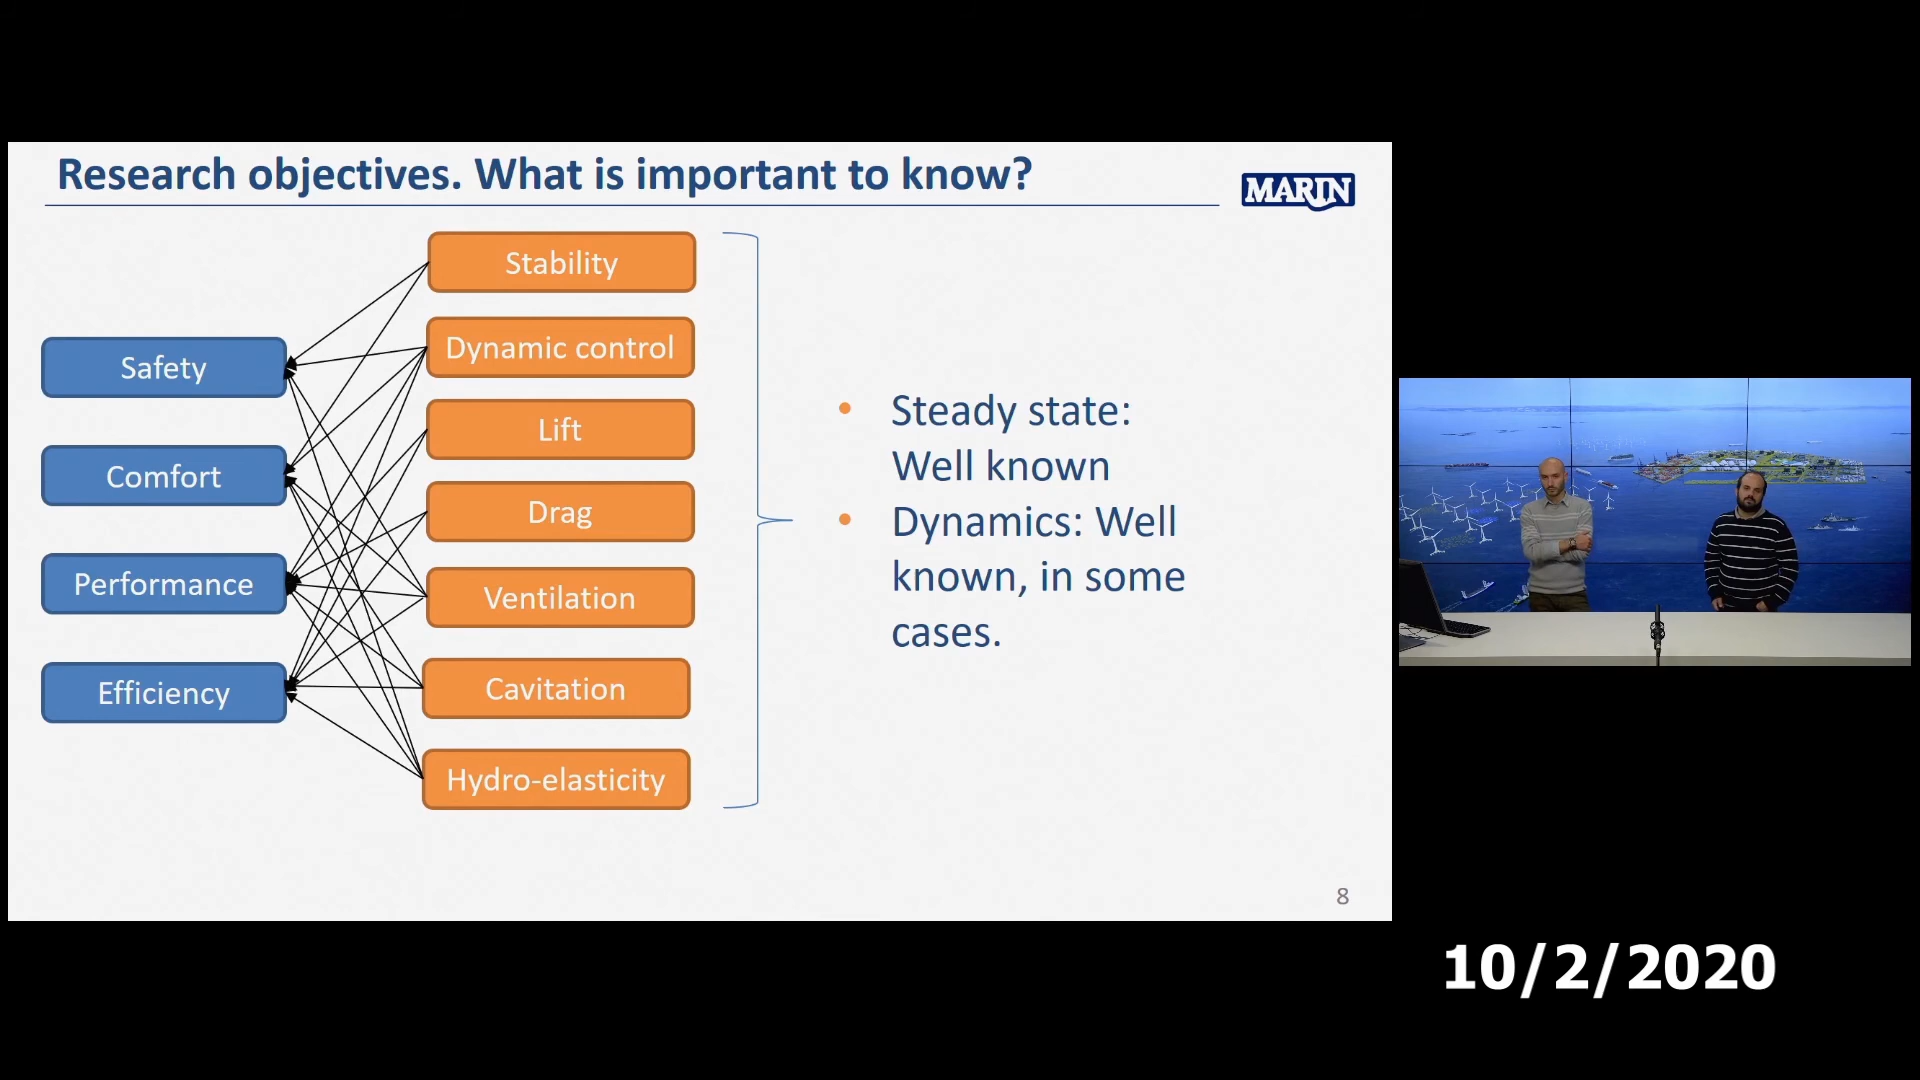 Research objectives. What is important to know?
MARIN
Stability
Dynamic control
Lift
Drag
Ventilation
Cavitation
Hydro-elasticity
Safety
Comfort
Performance
Efficiency
• Steady state:
Well known
• Dynamics: Well
known, in some
cases.
8
10/2/2020